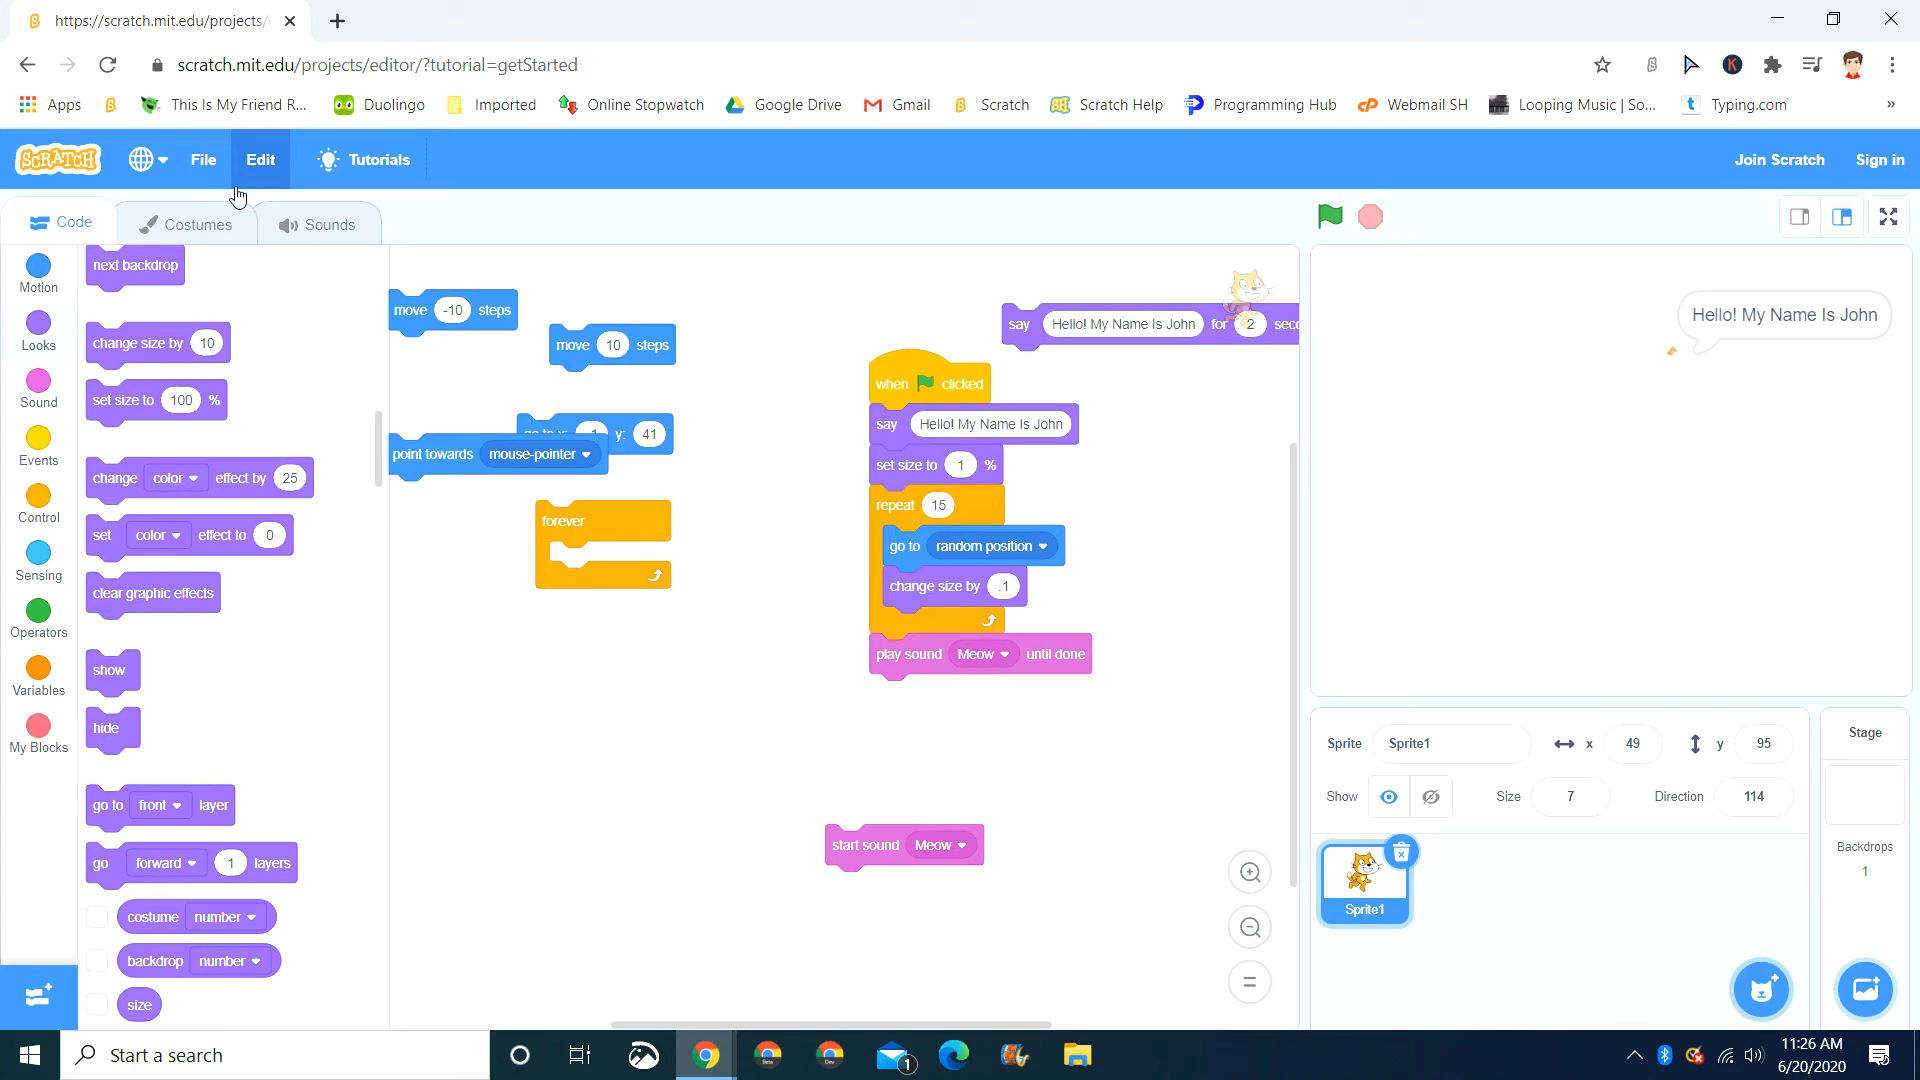 https://scratch.mit.edu/projects/
scratch.mit.edu/projects/editor/?tutorial=getStarted
Apps
This Is My Friend R...
Duolingo
Imported
Online Stopwatch
Google Drive
Gmail
Scratch
Scratch Help
Programming Hub
Webmail SH
Looping Music | So...
Typing.com
SCRATCH
File
Edit
Tutorials
Join Scratch
Sign in
Code
Costumes
Sounds
Motion
Looks
Sound
Events
Control
Sensing
Operators
Variables
My Blocks
next backdrop
change size by 10
set size to 100 %
change color effect by 25
set color effect to 0
clear graphic effects
show
hide
go to front layer
go forward 1 layers
costume number
backdrop number
size
move -10 steps
move 10 steps
y: 41
point towards mouse-pointer
forever
say Hello! My Name Is John for 2 seco
when clicked
say Hello! My Name Is John
set size to 1 %
repeat 15
go to random position
change size by .1
play sound Meow until done
start sound Meow
Hello! My Name Is John
Sprite Sprite1
x 49
y 95
Show
Size 7
Direction 114
Sprite1
Stage
Backdrops
1
Start a search
1
11:26 AM
6/20/2020